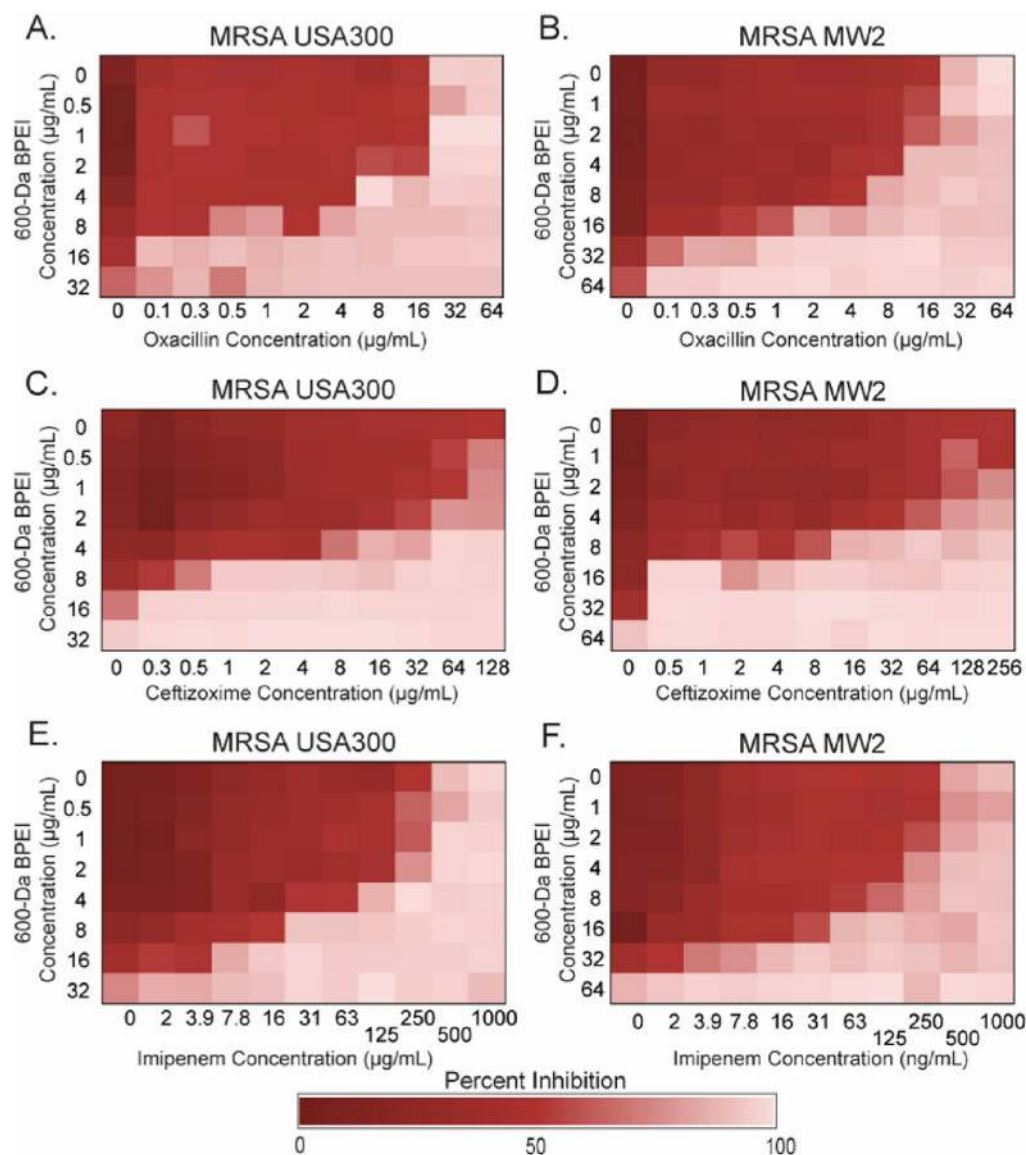 A.
MRSA USA300
600-Da BPEI
Concentration (µg/mL)
0
0.5
1
2
4
8
16
32
0 0.1 0.3 0.5 1 2 4 8 16 32 64
Oxacillin Concentration (µg/mL)
B.
MRSA MW2
600-Da BPEI
Concentration (µg/mL)
0
1
2
4
8
16
32
64
0 0.1 0.3 0.5 1 2 4 8 16 32 64
Oxacillin Concentration (µg/mL)
C.
MRSA USA300
600-Da BPEI
Concentration (µg/mL)
0
0.5
1
2
4
8
16
32
0 0.3 0.5 1 2 4 8 16 32 64 128
Ceftizoxime Concentration (µg/mL)
D.
MRSA MW2
600-Da BPEI
Concentration (µg/mL)
0
1
2
4
8
16
32
64
0 0.5 1 2 4 8 16 32 64 128 256
Ceftizoxime Concentration (µg/mL)
E.
MRSA USA300
600-Da BPEI
Concentration (µg/mL)
0
0.5
1
2
4
8
16
32
0 2 3.9 7.8 16 31 63 125 250 500 1000
Imipenem Concentration (µg/mL)
F.
MRSA MW2
600-Da BPEI
Concentration (µg/mL)
0
1
2
4
8
16
32
64
0 2 3.9 7.8 16 31 63 125 250 500 1000
Imipenem Concentration (ng/mL)
Percent Inhibition
0 50 100